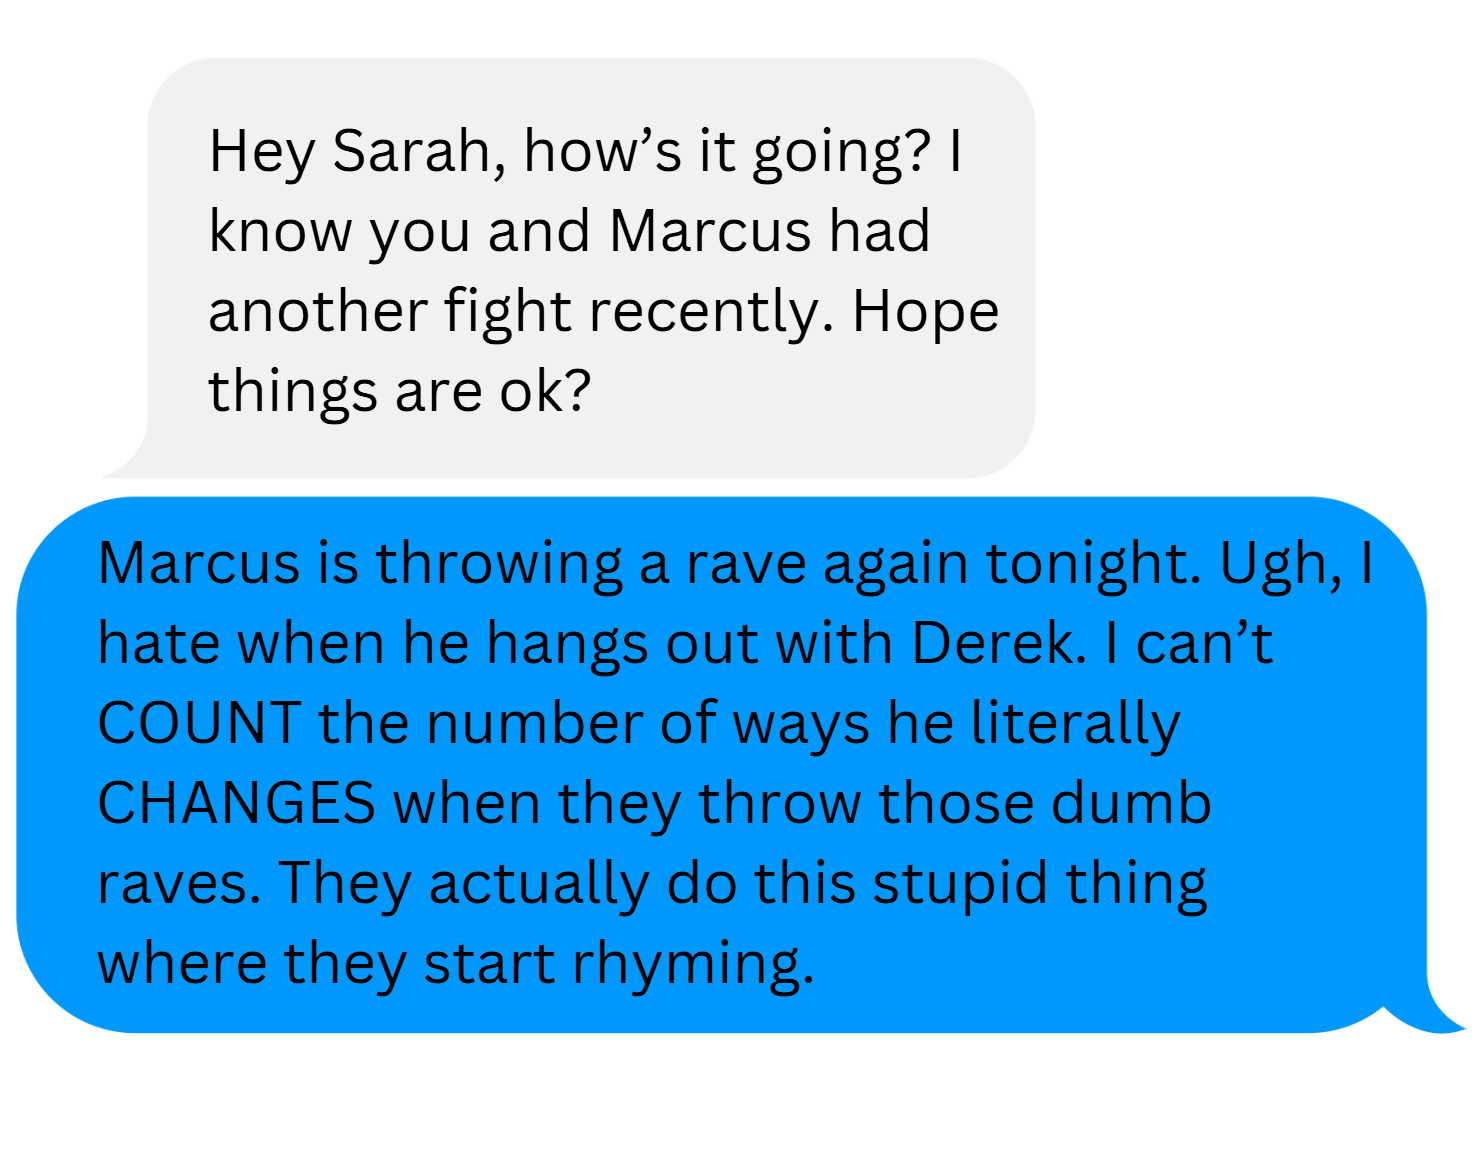 Hey Sarah, how’s it going? I
know you and Marcus had
another fight recently. Hope
things are ok?
Marcus is throwing a rave again tonight. Ugh, I
hate when he hangs out with Derek. I can’t
COUNT the number of ways he literally
CHANGES when they throw those dumb
raves. They actually do this stupid thing
where they start rhyming.